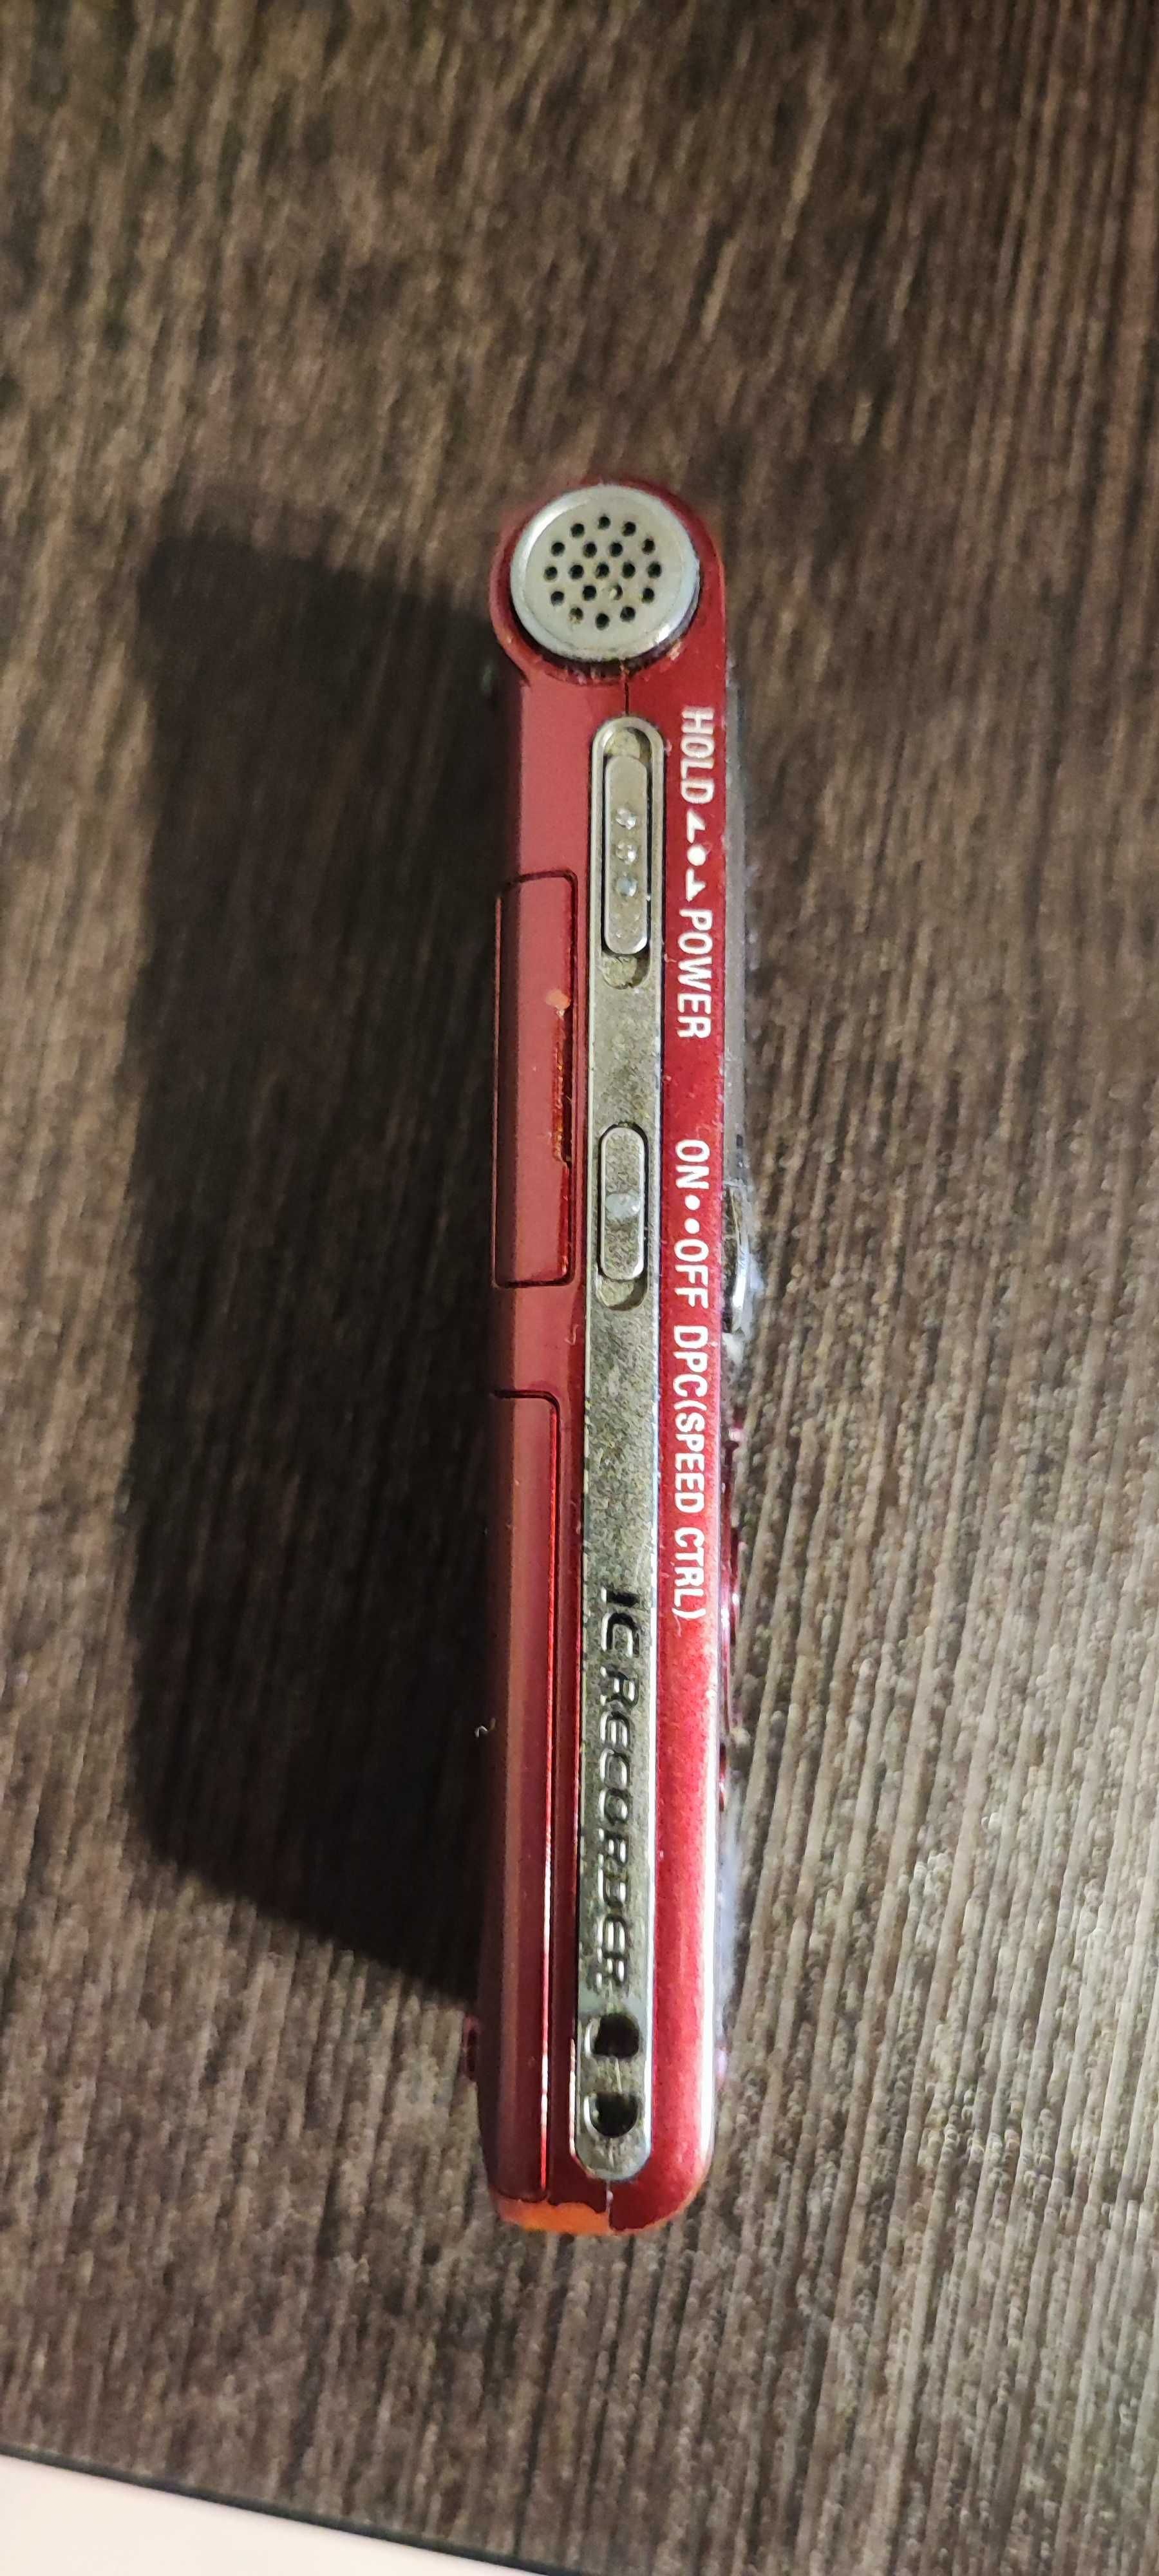 HOLD ◀●▶ POWER
ON••OFF DPC(SPEED CTRL)
IC RECORDER